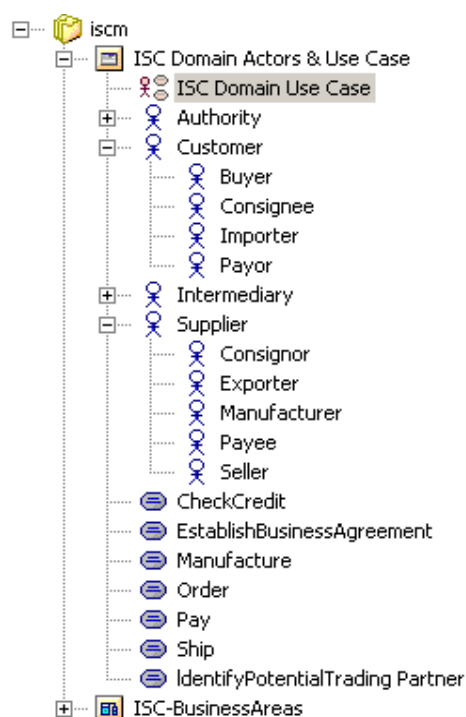 iscm
ISC Domain Actors & Use Case
ISC Domain Use Case
Authority
Customer
Buyer
Consignee
Importer
Payor
Intermediary
Supplier
Consignor
Exporter
Manufacturer
Payee
Seller
CheckCredit
EstablishBusinessAgreement
Manufacture
Order
Pay
Ship
IdentifyPotentialTrading Partner
ISC-BusinessAreas